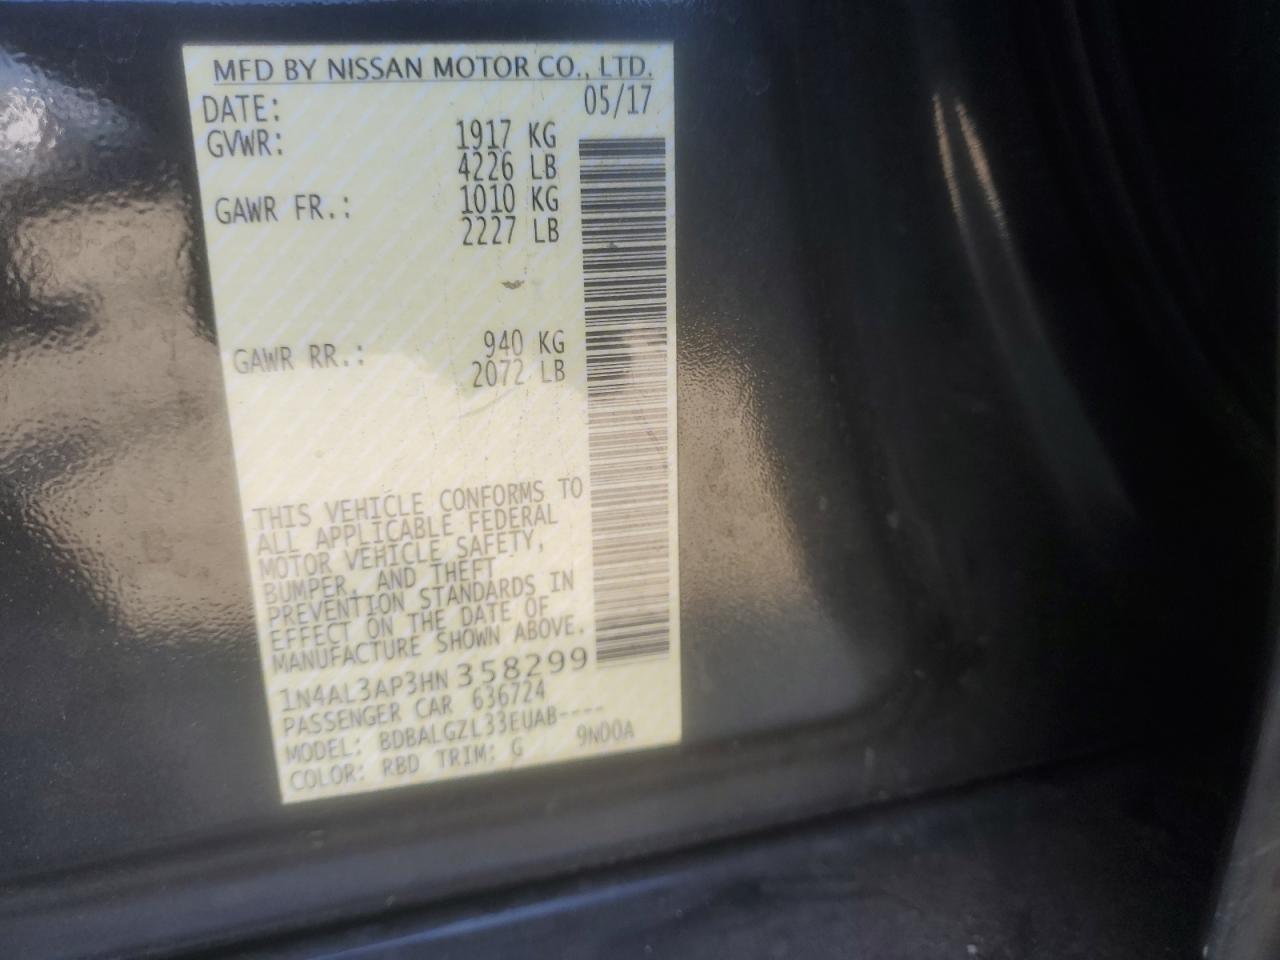 MFD BY NISSAN MOTOR CO., LTD.
DATE: 05/17
GVWR: 1917 KG
4226 LB
GAWR FR.: 1010 KG
2227 LB
GAWR RR.: 940 KG
2072 LB
THIS VEHICLE CONFORMS TO
ALL APPLICABLE FEDERAL
MOTOR VEHICLE SAFETY,
BUMPER, AND THEFT
PREVENTION STANDARDS IN
EFFECT ON THE DATE OF
MANUFACTURE SHOWN ABOVE.
1N4AL3AP3HN358299
PASSENGER CAR 636724
MODEL: BDBALGZL33EUAB----
COLOR: RBD TRIM: G 9N00A